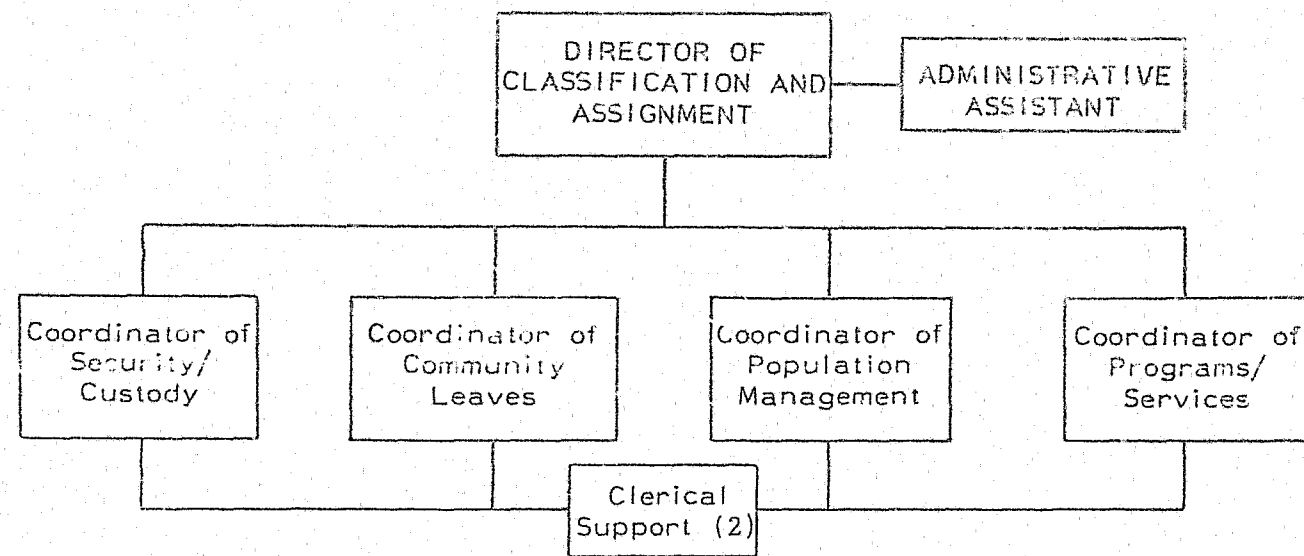 DIRECTOR OF
CLASSIFICATION AND
ASSIGNMENT
ADMINISTRATIVE
ASSISTANT
Coordinator of
Security/
Custody
Coordinator of
Community
Leaves
Coordinator of
Population
Management
Coordinator of
Programs/
Services
Clerical
Support (2)